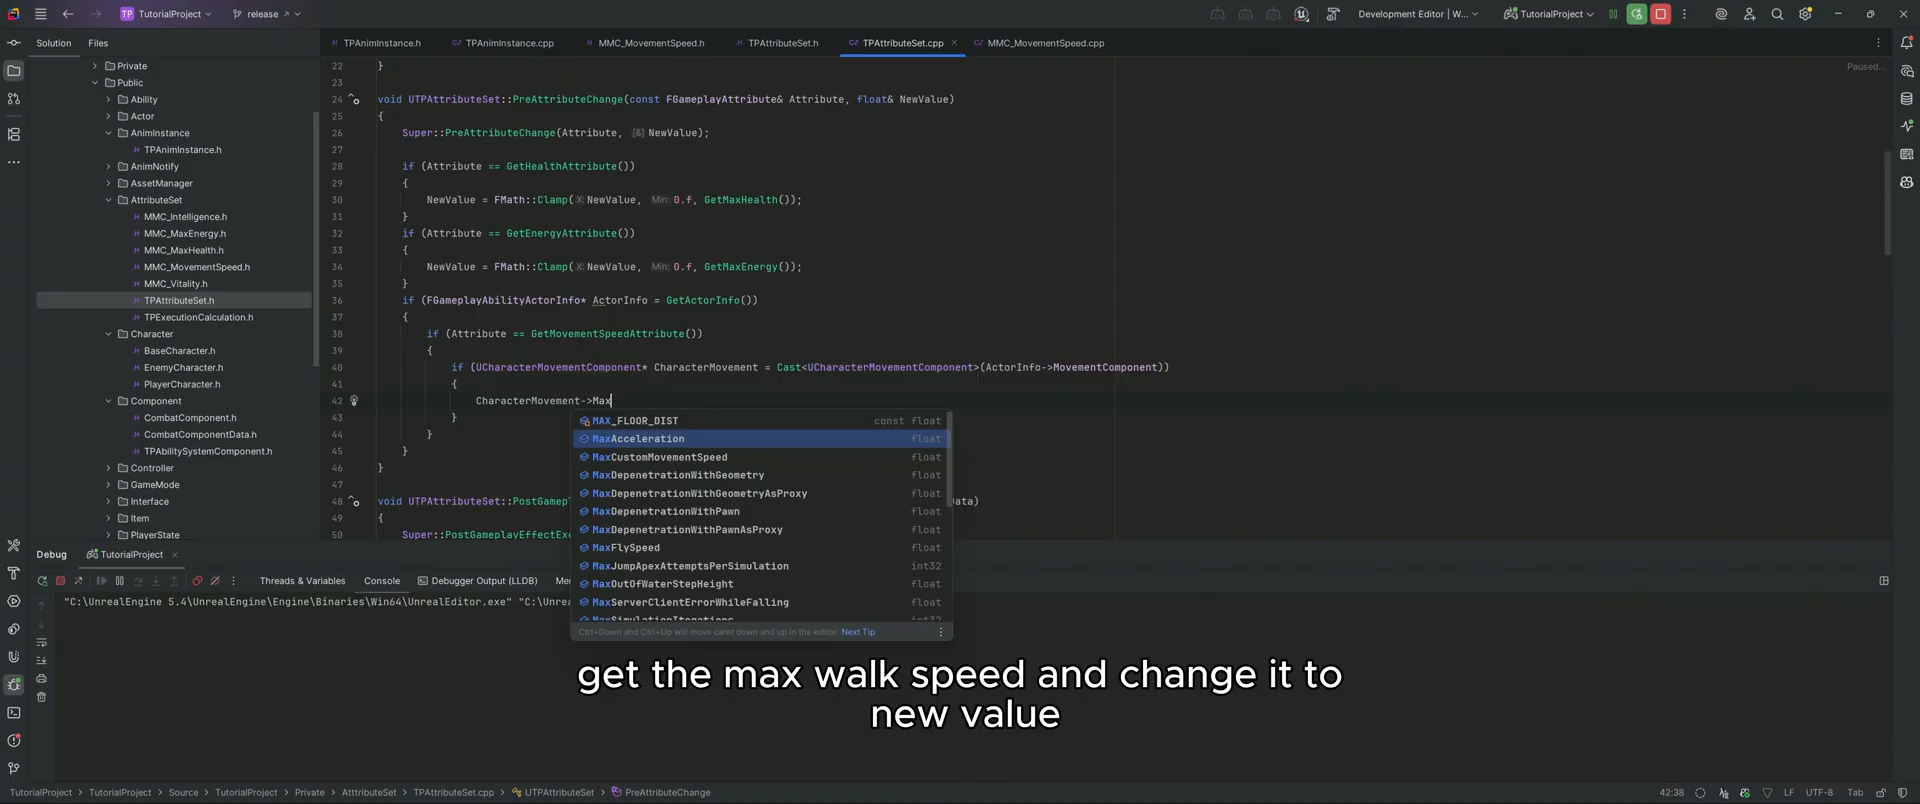 TP TutorialProject release Development Editor | W... TutorialProject
Solution Files
TPAnimInstance.h TPAnimInstance.cpp MMC_MovementSpeed.h TPAttributeSet.h TPAttributeSet.cpp MMC_MovementSpeed.cpp
Paused...
Private
Public
Ability
Actor
AnimInstance
TPAnimInstance.h
AnimNotify
AssetManager
AttributeSet
MMC_Intelligence.h
MMC_MaxEnergy.h
MMC_MaxHealth.h
MMC_MovementSpeed.h
MMC_Vitality.h
TPAttributeSet.h
TPExecutionCalculation.h
Character
BaseCharacter.h
EnemyCharacter.h
PlayerCharacter.h
Component
CombatComponent.h
CombatComponentData.h
TPAbilitySystemComponent.h
Controller
GameMode
Interface
Item
PlayerState
22 }
23
24 void UTPAttributeSet::PreAttributeChange(const FGameplayAttribute& Attribute, float& NewValue)
25 {
26 Super::PreAttributeChange(Attribute, [&] NewValue);
27
28 if (Attribute == GetHealthAttribute())
29 {
30 NewValue = FMath::Clamp(X:NewValue, Min:0.f, GetMaxHealth());
31 }
32 if (Attribute == GetEnergyAttribute())
33 {
34 NewValue = FMath::Clamp(X:NewValue, Min:0.f, GetMaxEnergy());
35 }
36 if (FGameplayAbilityActorInfo* ActorInfo = GetActorInfo())
37 {
38 if (Attribute == GetMovementSpeedAttribute())
39 {
40 if (UCharacterMovementComponent* CharacterMovement = Cast<UCharacterMovementComponent>(ActorInfo->MovementComponent))
41 {
42 CharacterMovement->Max
43 }
44 }
45 }
46 }
47
48 void UTPAttributeSet::PostGamepl ata)
49 {
50 Super::PostGameplayEffectExe
MAX_FLOOR_DIST const float
MaxAcceleration float
MaxCustomMovementSpeed float
MaxDepenetrationWithGeometry float
MaxDepenetrationWithGeometryAsProxy float
MaxDepenetrationWithPawn float
MaxDepenetrationWithPawnAsProxy float
MaxFlySpeed float
MaxJumpApexAttemptsPerSimulation int32
MaxOutOfWaterStepHeight float
MaxServerClientErrorWhileFalling float
MaxSimulationIterations int32
Ctrl+Down and Ctrl+Up will move caret down and up in the editor Next Tip
Debug TutorialProject
Threads & Variables Console Debugger Output (LLDB) Mem
"C:\UnrealEngine 5.4\UnrealEngine\Engine\Binaries\Win64\UnrealEditor.exe" "C:\Unre
get the max walk speed and change it to
new value
TutorialProject TutorialProject Source TutorialProject Private AtttributeSet TPAttributeSet.cpp UTPAttributeSet PreAttributeChange 42:38 LF UTF-8 Tab